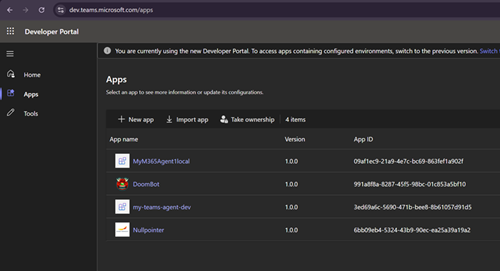 dev.teams.microsoft.com/apps
Developer Portal
You are currently using the new Developer Portal. To access apps containing configured environments, switch to the previous version. Switch
Home
Apps
Tools
Apps
Select an app to see more information or update its configurations.
New app Import app Take ownership 4 items
App name Version App ID
MyM365Agent1local 1.0.0 09af1ec9-21a9-4e7c-bc69-863fef1a902f
DoomBot 1.0.0 991a8f8a-8287-45f5-98bc-01c853a5bf10
my-teams-agent-dev 1.0.0 3ed69a6c-5690-471b-bee8-8b61057d91d5
Nullpointer 1.0.0 6bb09eb4-5324-43b9-90ec-ea25a39a19a2